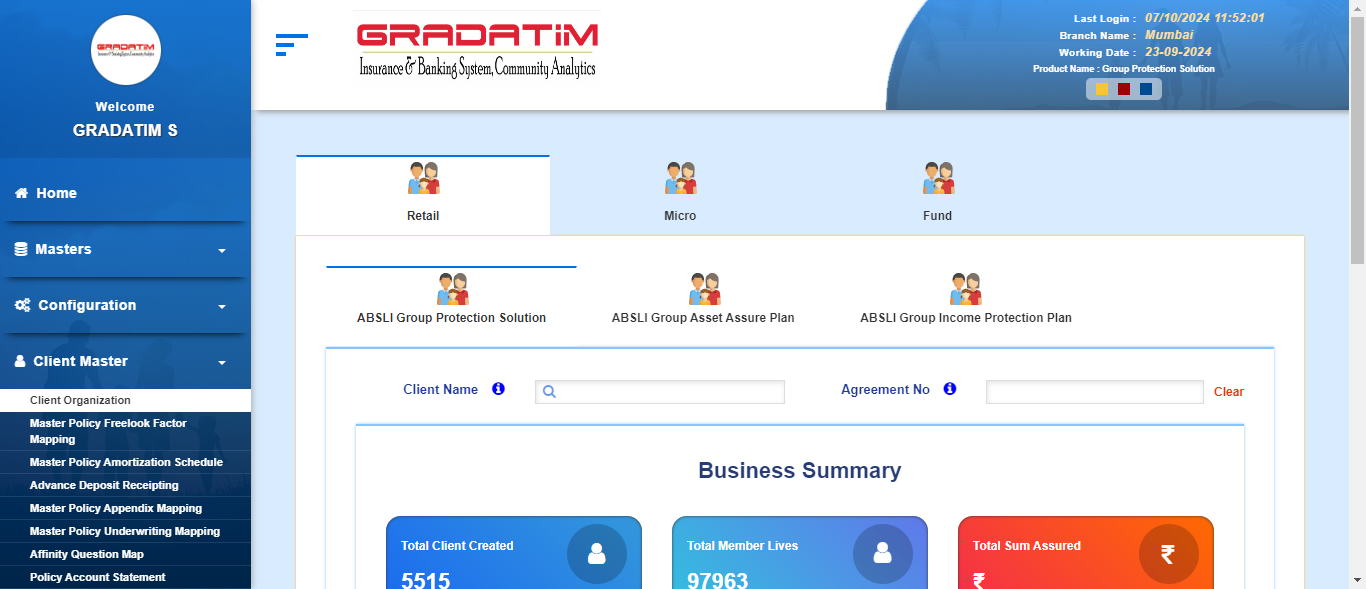 GRADATIM
Insurance & Banking System, Community Analytics
Welcome
GRADATIM S
Home
Masters
Configuration
Client Master
Client Organization
Master Policy Freelook Factor
Mapping
Master Policy Amortization Schedule
Advance Deposit Receipting
Master Policy Appendix Mapping
Master Policy Underwriting Mapping
Affinity Question Map
Policy Account Statement
GRADATIM
Insurance & Banking System, Community Analytics
Last Login : 07/10/2024 11:52:01
Branch Name : Mumbai
Working Date : 23-09-2024
Product Name : Group Protection Solution
Retail Micro Fund
ABSLI Group Protection Solution ABSLI Group Asset Assure Plan ABSLI Group Income Protection Plan
Client Name Agreement No Clear
Business Summary
Total Client Created Total Member Lives Total Sum Assured
5515 97963 ₹